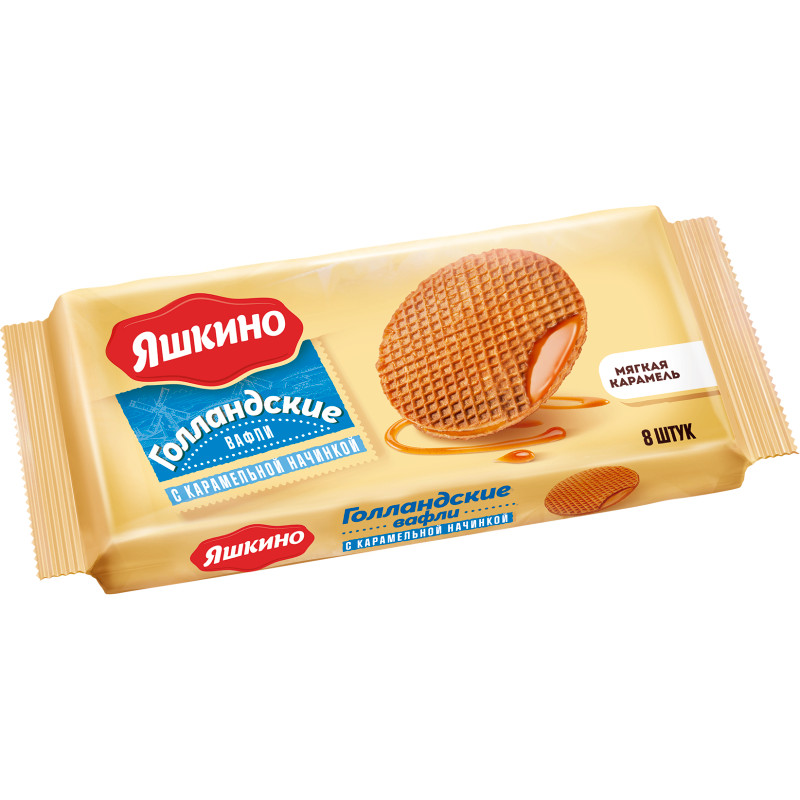 Яшкино
Голландские
ВАФЛИ
С КАРАМЕЛЬНОЙ НАЧИНКОЙ
МЯГКАЯ
КАРАМЕЛЬ
8 ШТУК
Яшкино
Голландские
вафли
С КАРАМЕЛЬНОЙ НАЧИНКОЙ